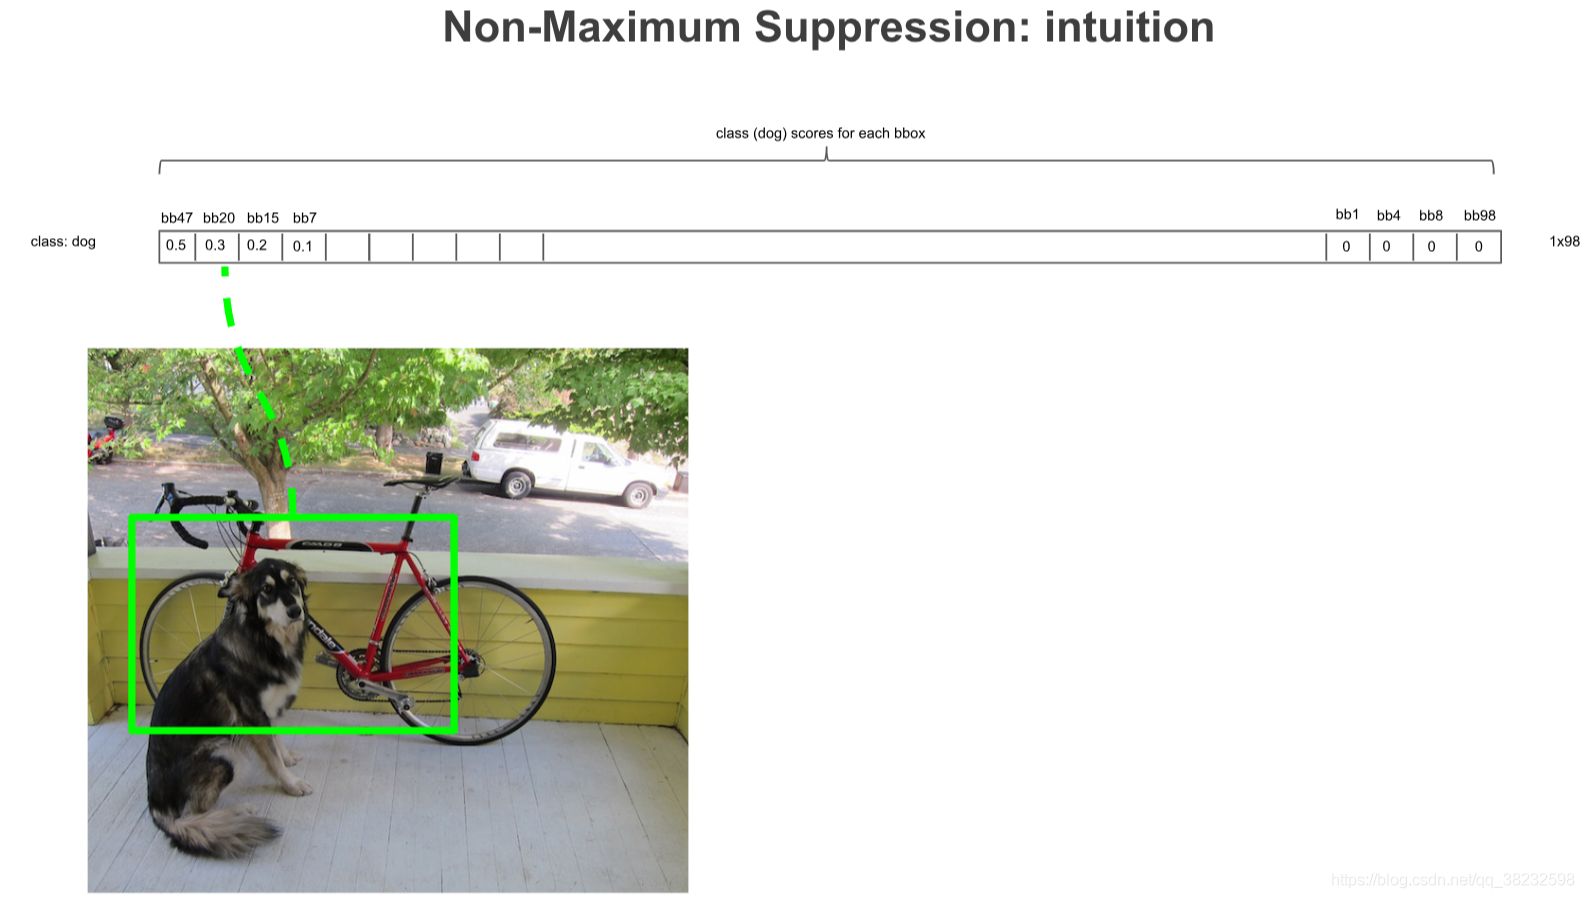 Non-Maximum Suppression: intuition
class (dog) scores for each bbox
bb47 bb20 bb15 bb7 bb1 bb4 bb8 bb98
class: dog 0.5 0.3 0.2 0.1 0 0 0 0 1x98
ndale
https://blog.csdn.net/qq_38232598